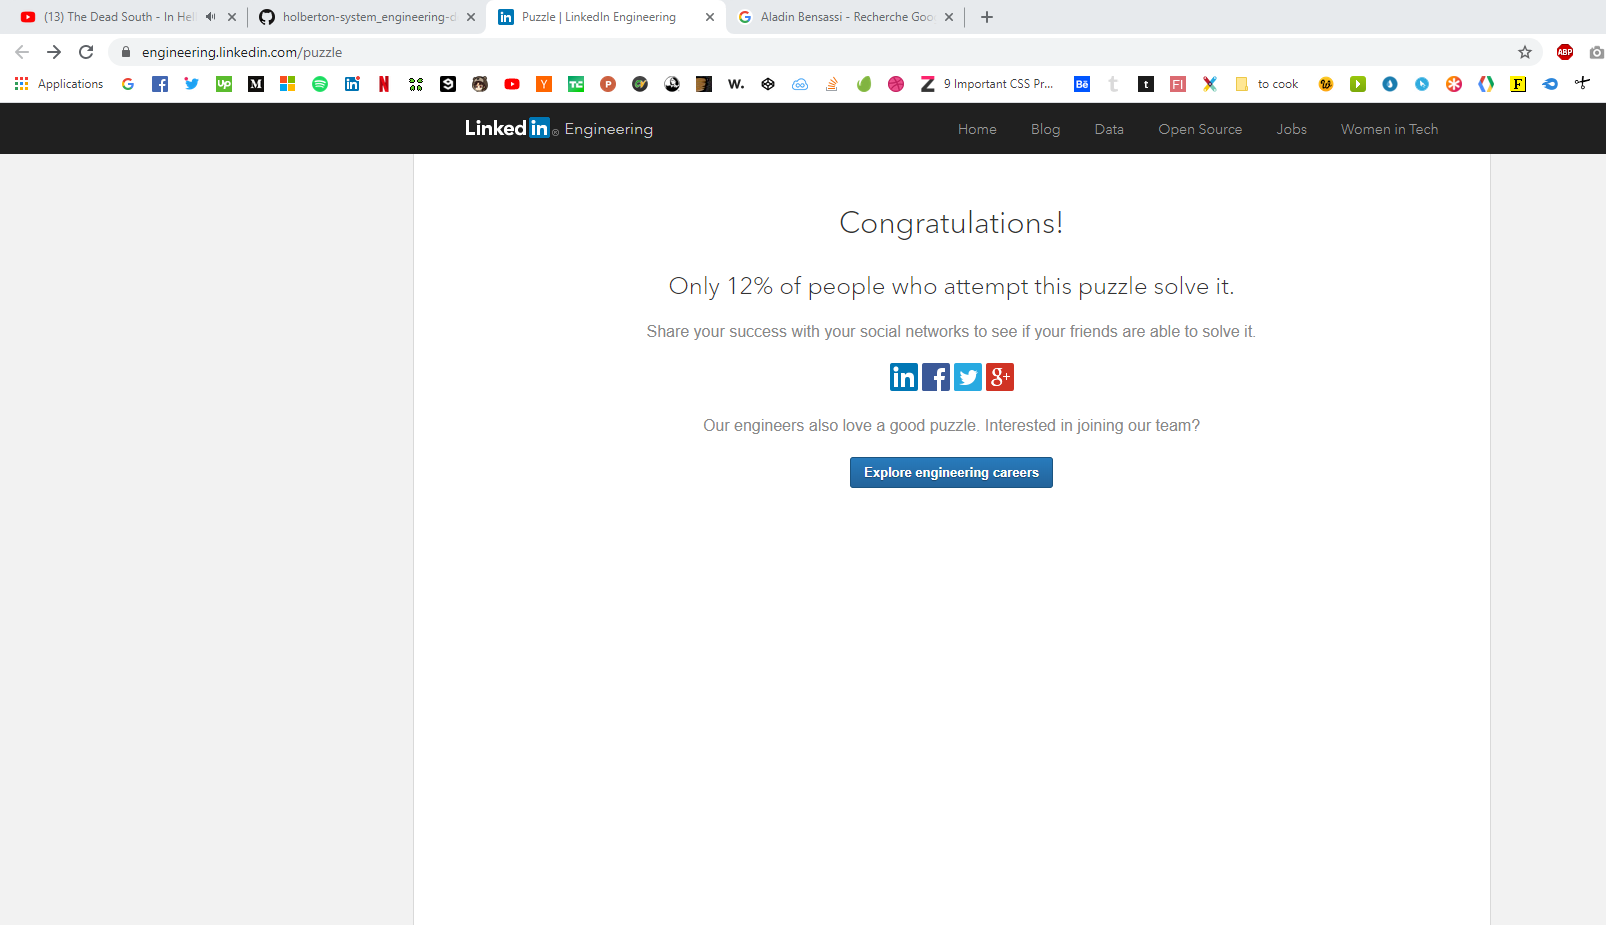 (13) The Dead South - In Hel
holberton-system_engineering-d
Puzzle | LinkedIn Engineering
Aladin Bensassi - Recherche Goo
engineering.linkedin.com/puzzle
ABP
Applications
9 Important CSS Pr...
to cook
LinkedIn® Engineering
Home
Blog
Data
Open Source
Jobs
Women in Tech
Congratulations!
Only 12% of people who attempt this puzzle solve it.
Share your success with your social networks to see if your friends are able to solve it.
in f g+
Our engineers also love a good puzzle. Interested in joining our team?
Explore engineering careers